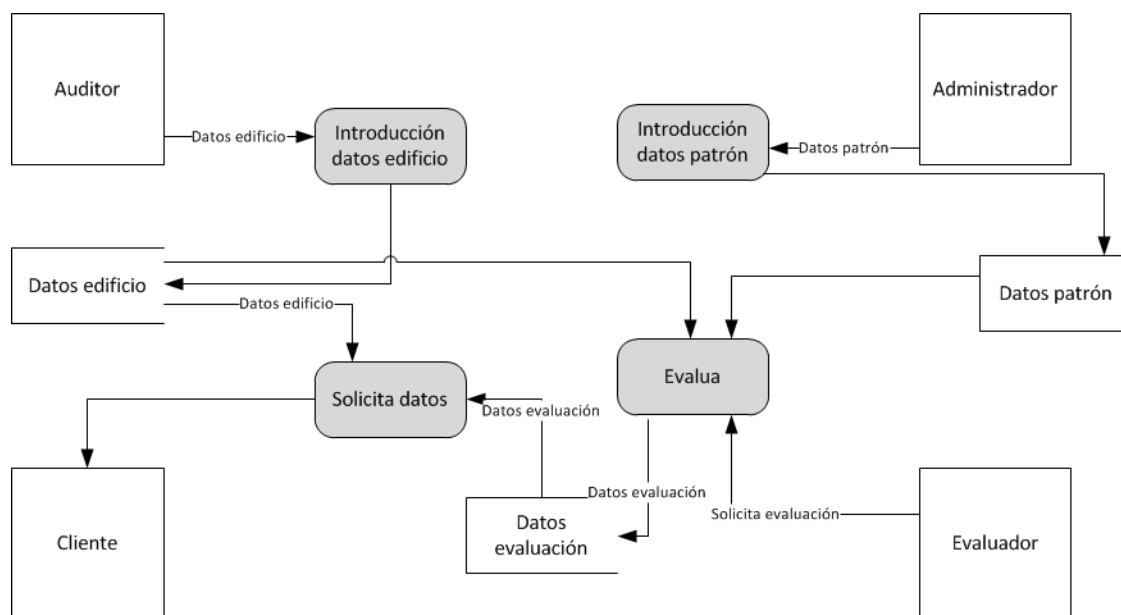 Auditor
Administrador
Datos edificio
Introducción
datos edificio
Introducción
datos patrón
Datos patrón
Datos edificio
Datos edificio
Datos patrón
Solicita datos
Evalua
Datos evaluación
Datos evaluación
Solicita evaluación
Datos
evaluación
Cliente
Evaluador